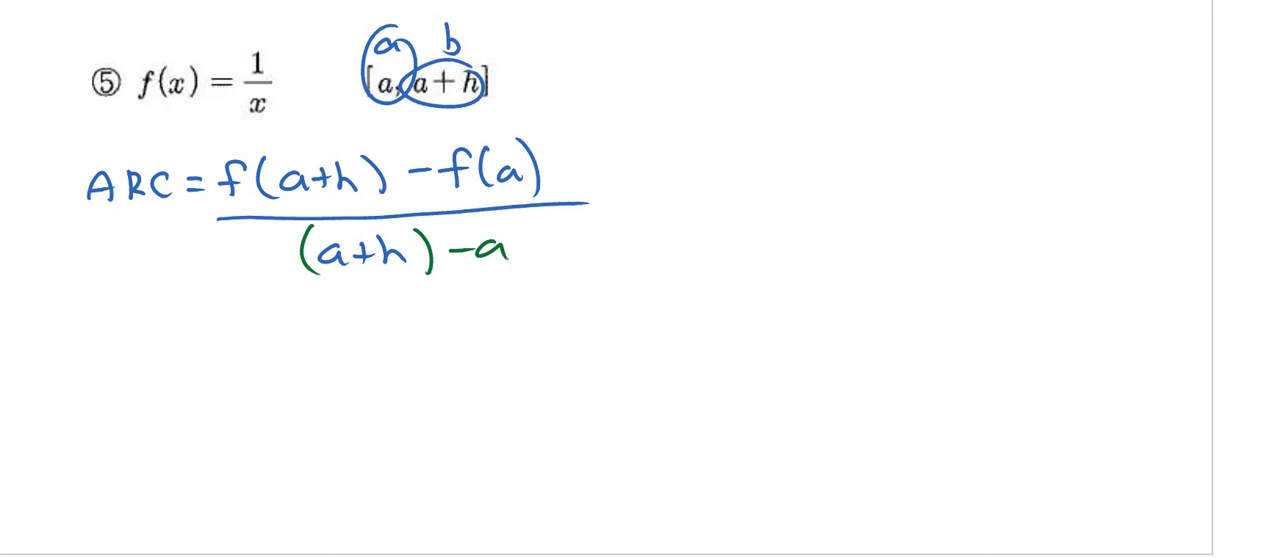 a b
⑤ f(x) = 1/x [a, a + h]
ARC = f(a+h) - f(a)
(a+h) - a